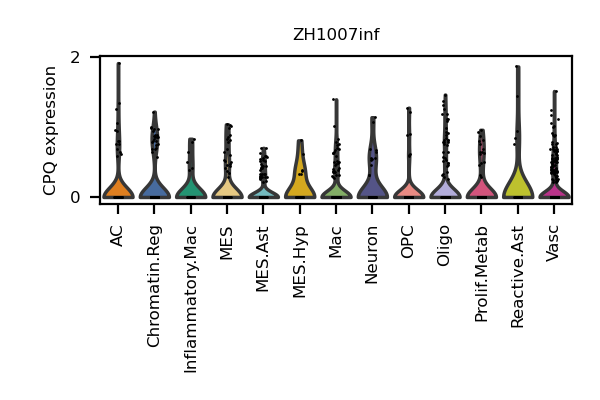 ZH1007inf
CPQ expression
2
0
AC
Chromatin.Reg
Inflammatory.Mac
MES
MES.Ast
MES.Hyp
Mac
Neuron
OPC
Oligo
Prolif.Metab
Reactive.Ast
Vasc